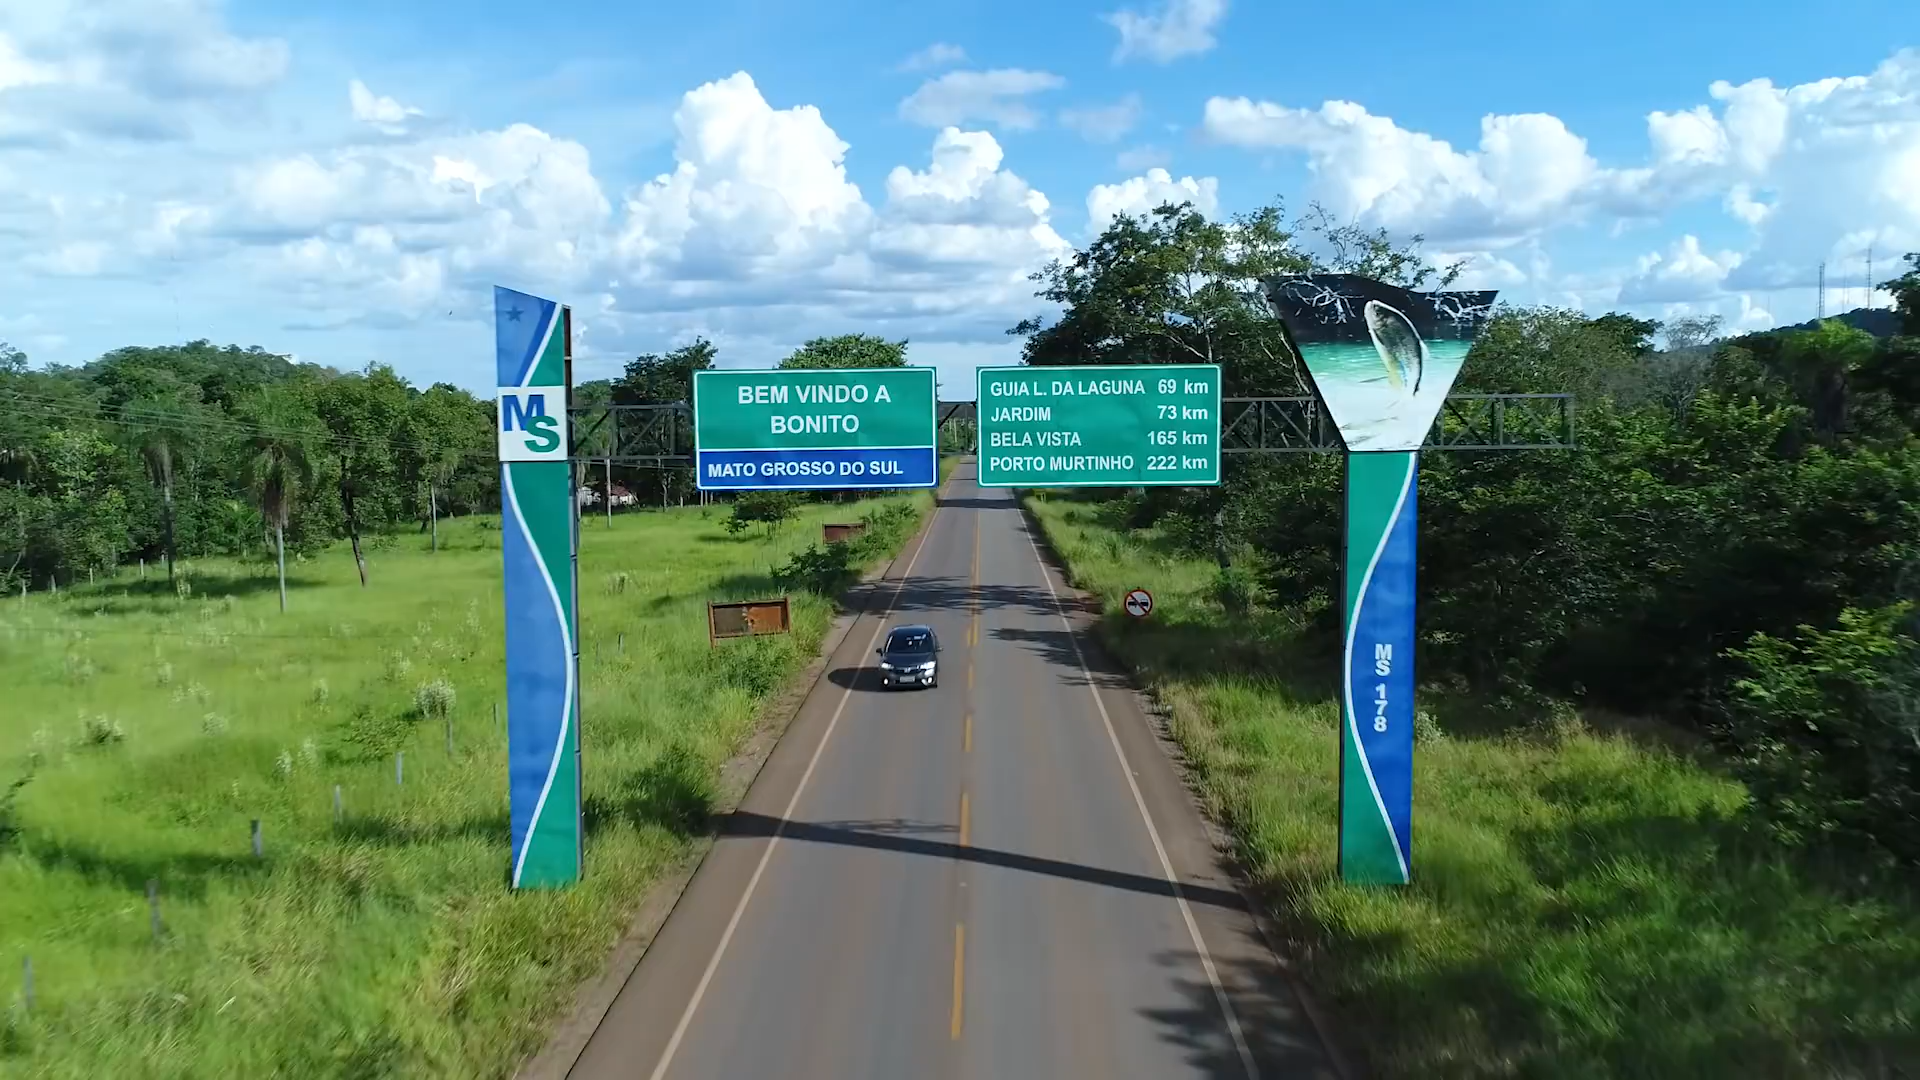 MS
BEM VINDO A
BONITO
MATO GROSSO DO SUL
GUIA L. DA LAGUNA 69 km
JARDIM 73 km
BELA VISTA 165 km
PORTO MURTINHO 222 km
MS 178